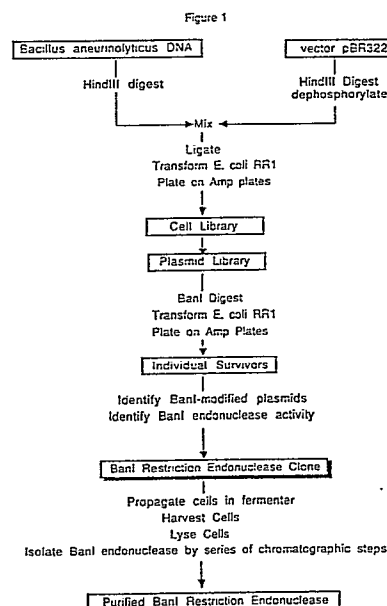 Figure 1
Bacillus aneurinolyticus DNA
vector pBR322
HindIII digest
HindIII Digest
dephosphorylate
Mix
Ligate
Transform E. coli RR1
Plate on Amp plates
Cell Library
Plasmid Library
BanI Digest
Transform E. coli RR1
Plate on Amp Plates
Individual Survivors
Identify BanI-modified plasmids
Identify BanI endonuclease activity
BanI Restriction Endonuclease Clone
Propagate cells in fermenter
Harvest Cells
Lyse Cells
Isolate BanI endonuclease by series of chromatographic steps
Purified BanI Restriction Endonuclease